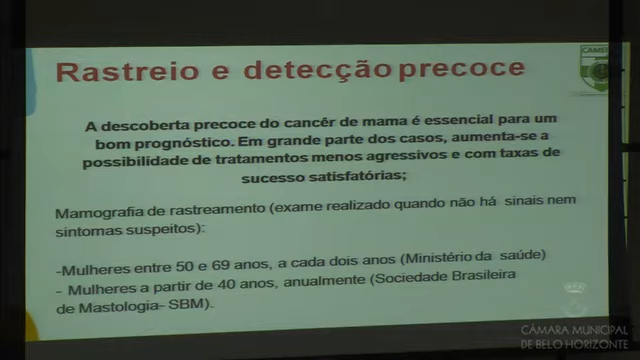 Rastreio e detecção precoce
A descoberta precoce do cancêr de mama é essencial para um
bom prognóstico. Em grande parte dos casos, aumenta-se a
possibilidade de tratamentos menos agressivos e com taxas de
sucesso satisfatórias;
Mamografia de rastreamento (exame realizado quando não há sinais nem
sintomas suspeitos):
-Mulheres entre 50 e 69 anos, a cada dois anos (Ministério da saúde)
- Mulheres a partir de 40 anos, anualmente (Sociedade Brasileira
de Mastologia- SBM).
CÂMARA MUNICIPAL
DE BELO HORIZONTE